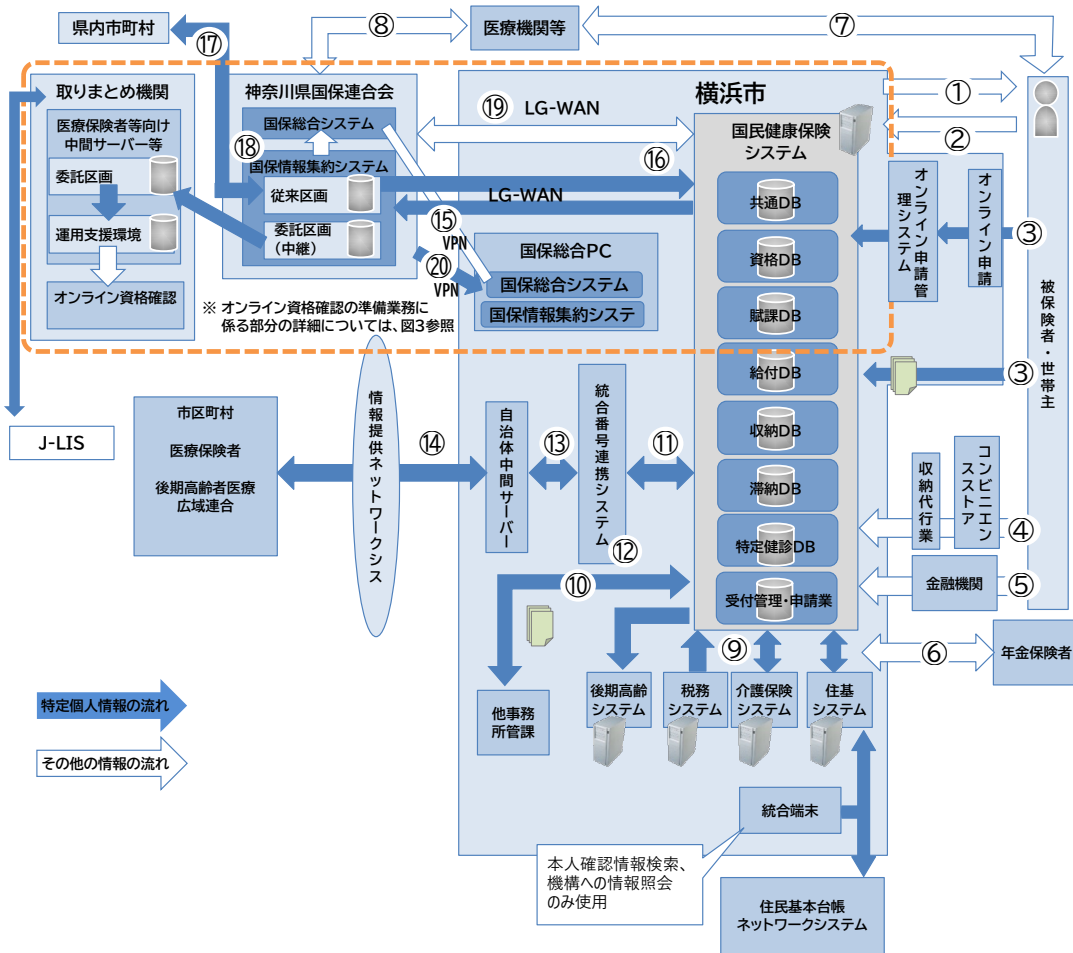 県内市町村
⑰
⑧
医療機関等
⑦
取りまとめ機関
医療保険者等向け
中間サーバー等
委託区画
運用支援環境
オンライン資格確認
神奈川県国保連合会
国保総合システム
⑱
国保情報集約システム
従来区画
委託区画
（中継）
⑲
LG-WAN
⑯
LG-WAN
⑮
VPN
⑳
VPN
国保総合PC
国保総合システム
国保情報集約システ
※ オンライン資格確認の準備業務に
係る部分の詳細については、図3参照
横浜市
国民健康保険
システム
共通DB
資格DB
賦課DB
給付DB
収納DB
滞納DB
特定健診DB
受付管理・申請業
①
②
オンライン申請管
理システム
オンライン申請
③
③
被保険者・世帯主
J-LIS
市区町村
医療保険者
後期高齢者医療
広域連合
情報提供ネットワークシス
⑭
自治体中間サーバー
⑬
統合番号連携システム
⑫
⑪
⑩
収納代行業
コンビニエン
スストア
④
金融機関
⑤
⑥
年金保険者
⑨
後期高齢
システム
税務
システム
介護保険
システム
住基
システム
他事務
所管課
特定個人情報の流れ
その他の情報の流れ
統合端末
本人確認情報検索、
機構への情報照会
のみ使用
住民基本台帳
ネットワークシステム